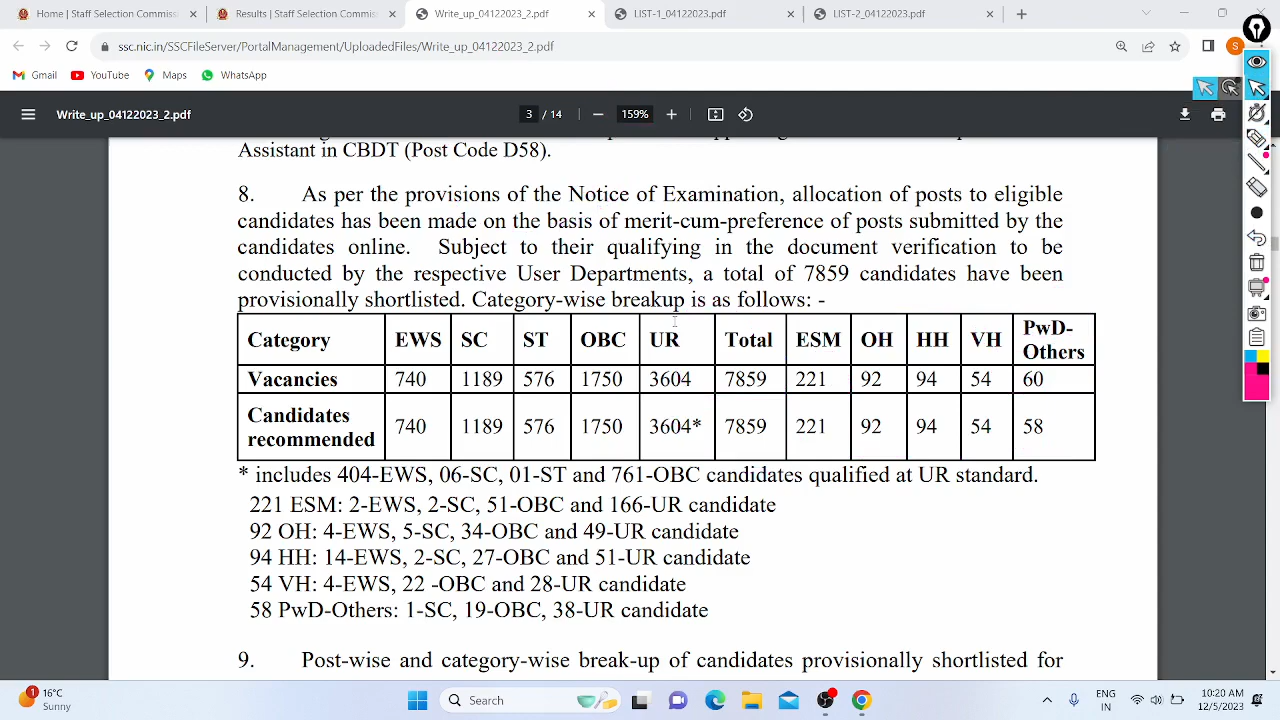 Home | Staff Selection Commissi
Results | Staff Selection Commis
Write_up_04122023_2.pdf
LIST-1_04122023_2.pdf
LIST-2_04122023_2.pdf
ssc.nic.in/SSCFileServer/PortalManagement/UploadedFiles/Write_up_04122023_2.pdf
S
Gmail YouTube Maps WhatsApp
Write_up_04122023_2.pdf 3 / 14 159%
Assistant in CBDT (Post Code D58).
8. As per the provisions of the Notice of Examination, allocation of posts to eligible
candidates has been made on the basis of merit-cum-preference of posts submitted by the
candidates online. Subject to their qualifying in the document verification to be
conducted by the respective User Departments, a total of 7859 candidates have been
provisionally shortlisted. Category-wise breakup is as follows: -
Category EWS SC ST OBC UR Total ESM OH HH VH PwD-
Others
Vacancies 740 1189 576 1750 3604 7859 221 92 94 54 60
Candidates
recommended 740 1189 576 1750 3604* 7859 221 92 94 54 58
* includes 404-EWS, 06-SC, 01-ST and 761-OBC candidates qualified at UR standard.
221 ESM: 2-EWS, 2-SC, 51-OBC and 166-UR candidate
92 OH: 4-EWS, 5-SC, 34-OBC and 49-UR candidate
94 HH: 14-EWS, 2-SC, 27-OBC and 51-UR candidate
54 VH: 4-EWS, 22 -OBC and 28-UR candidate
58 PwD-Others: 1-SC, 19-OBC, 38-UR candidate
9. Post-wise and category-wise break-up of candidates provisionally shortlisted for
1
16°C
Sunny
Search
ENG
IN
10:20 AM
12/5/2023